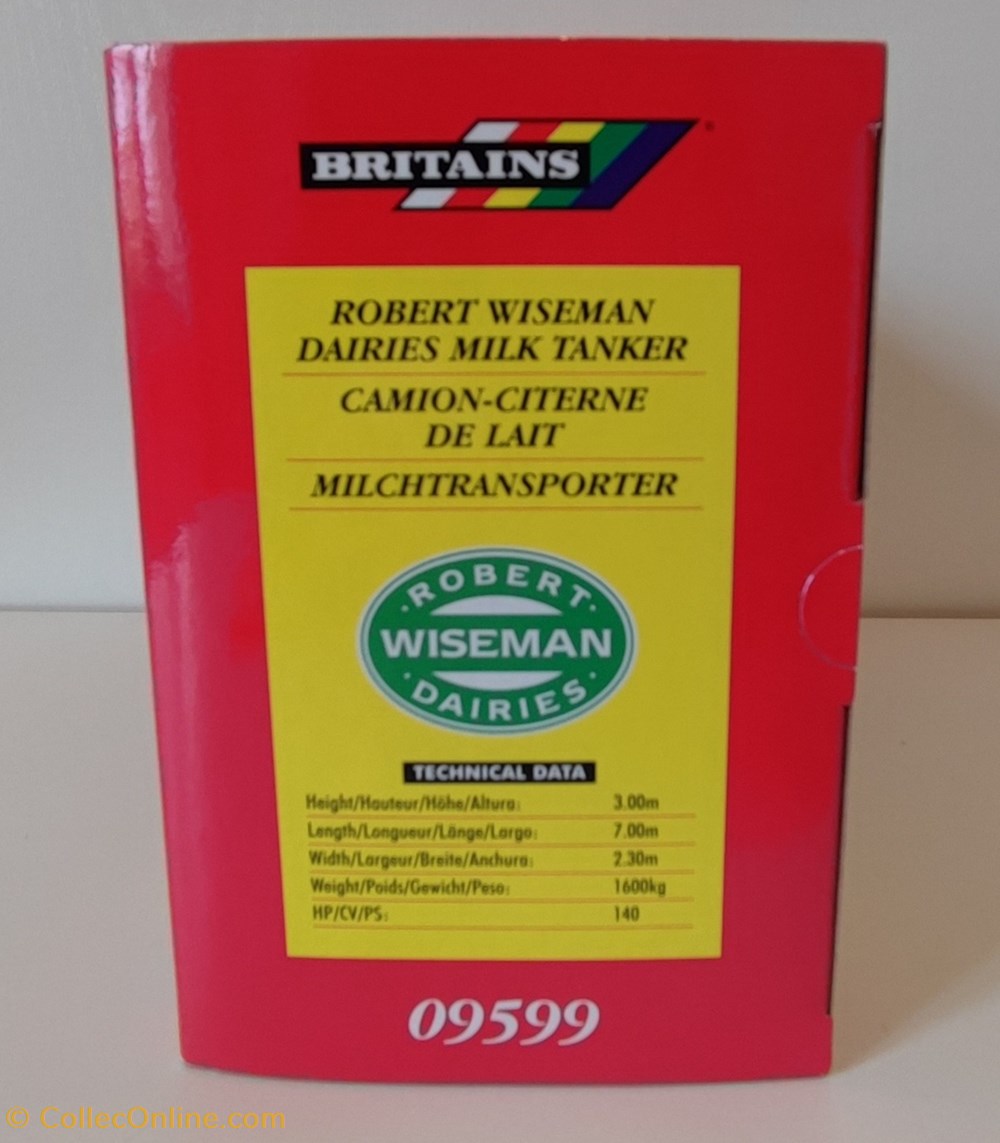 BRITAINS
®
ROBERT WISEMAN
DAIRIES MILK TANKER
CAMION-CITERNE
DE LAIT
MILCHTRANSPORTER
·ROBERT·
WISEMAN
·DAIRIES·
TECHNICAL DATA
Height/Hauteur/Höhe/Altura: 3.00m
Length/Longueur/Länge/Largo: 7.00m
Width/Largeur/Breite/Anchura: 2.30m
Weight/Poids/Gewicht/Peso: 1600kg
HP/CV/PS: 140
09599
© CollecOnline.com